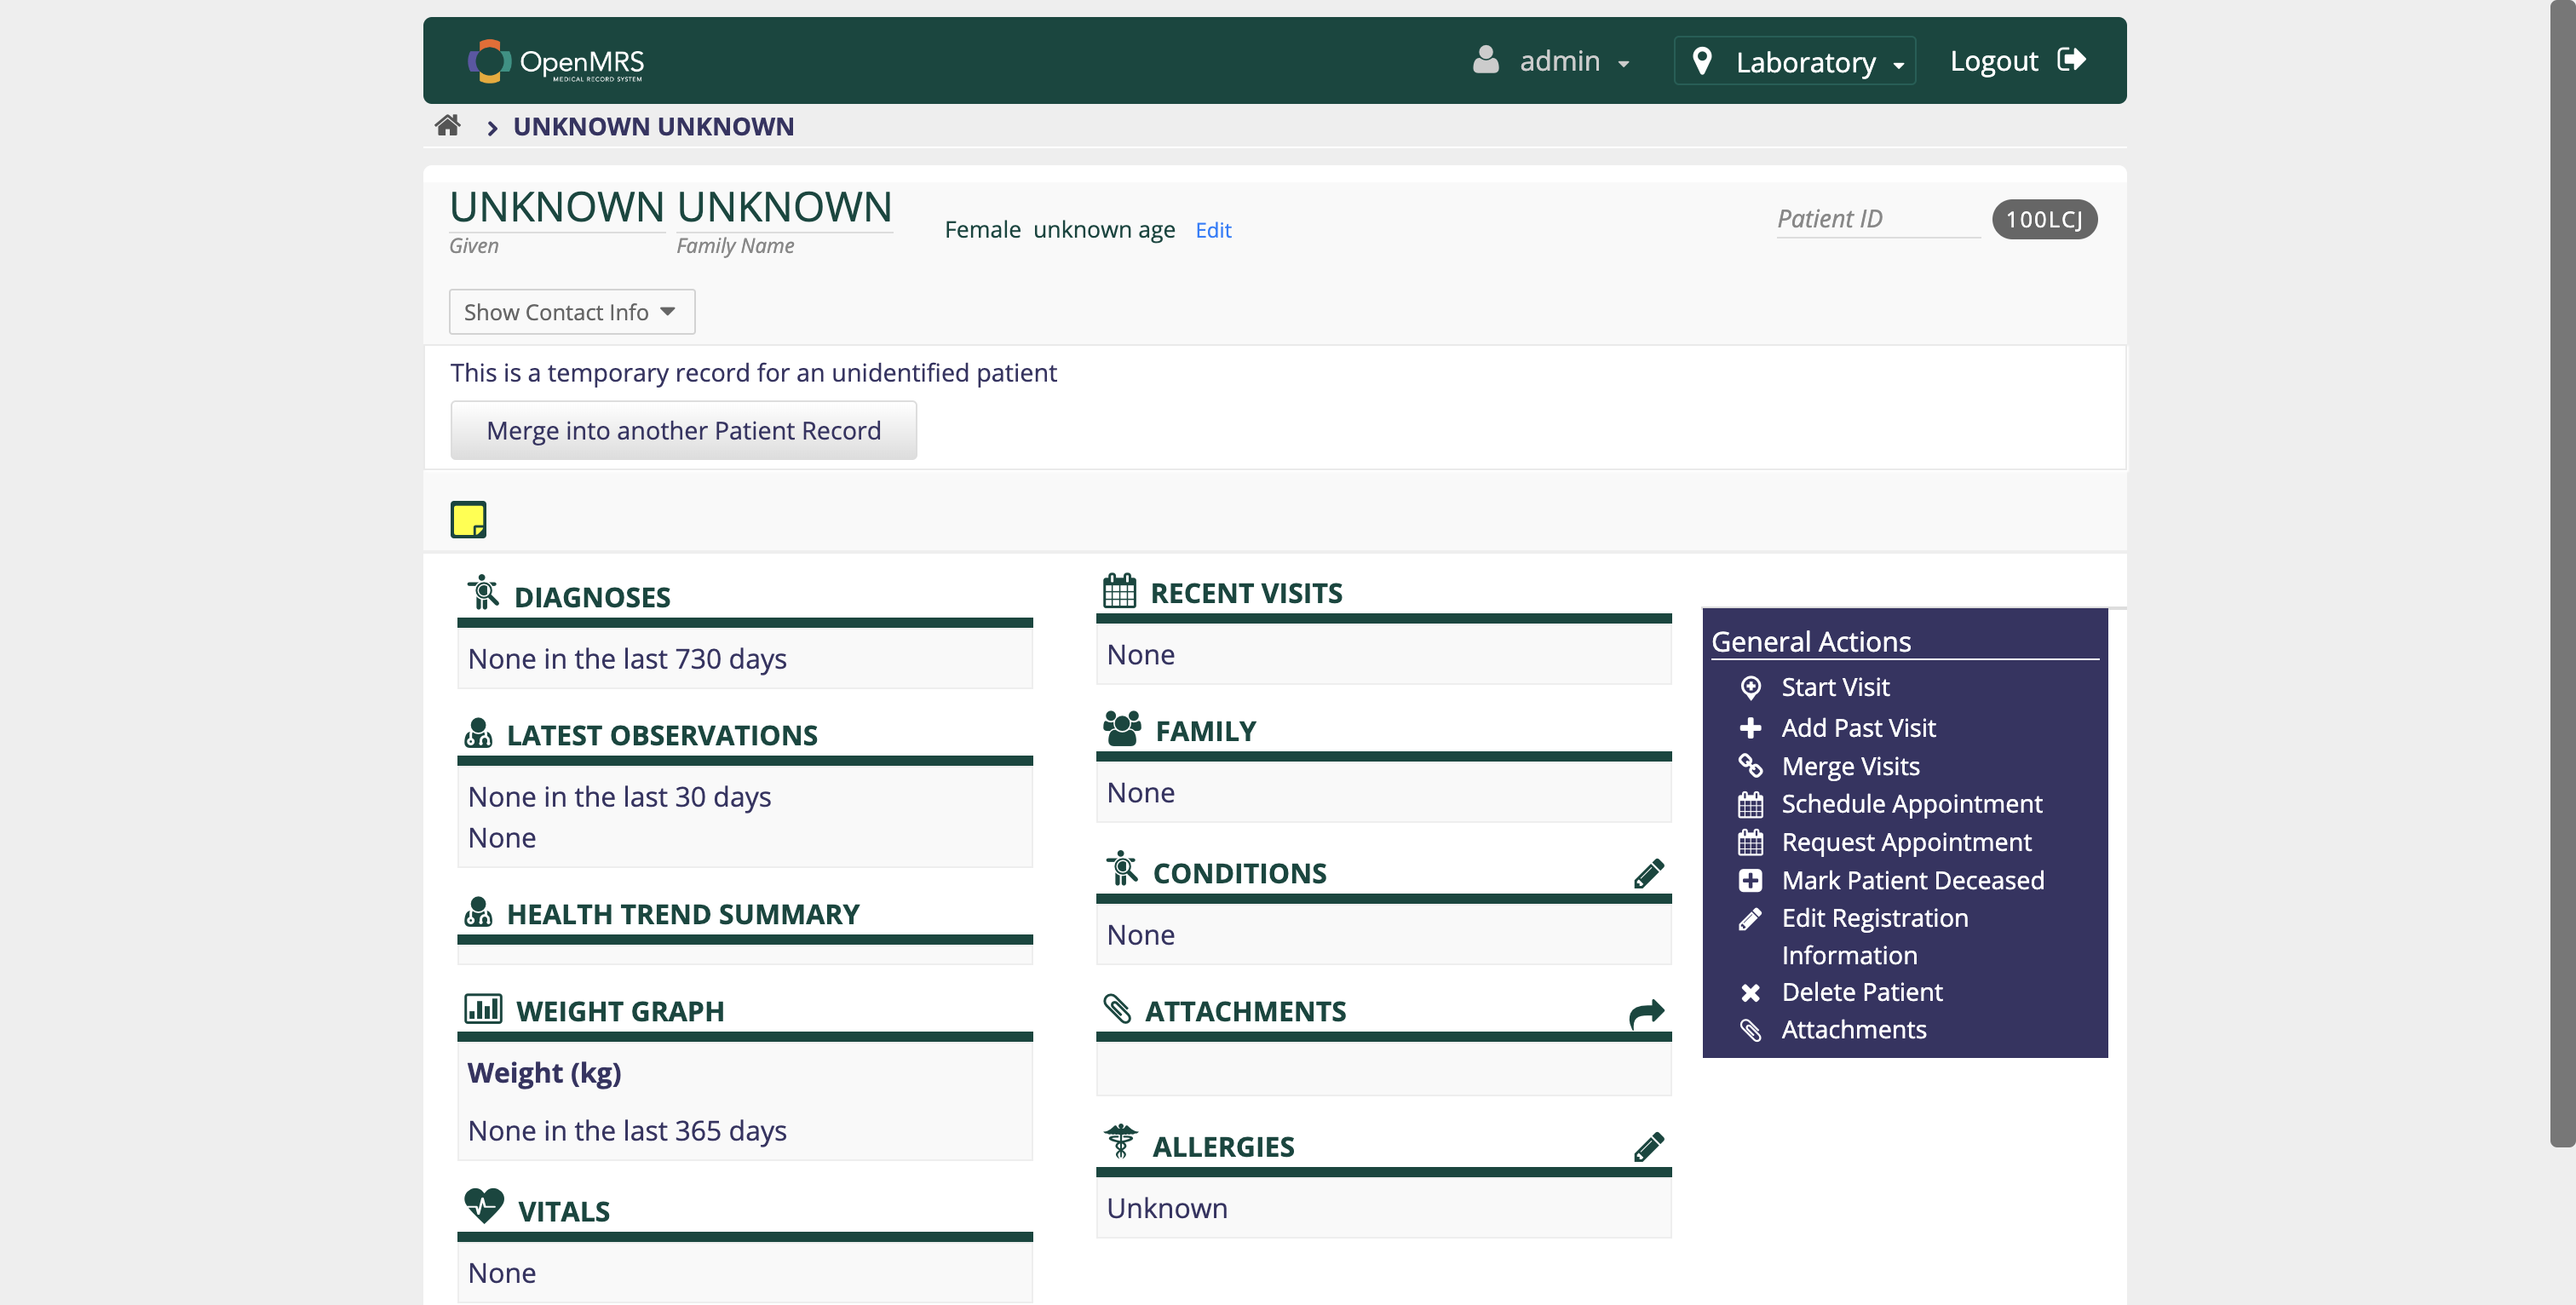 OpenMRS
MEDICAL RECORD SYSTEM
admin
Laboratory
Logout
UNKNOWN UNKNOWN
UNKNOWN UNKNOWN
Given Family Name
Female unknown age Edit
Patient ID 100LCJ
Show Contact Info
This is a temporary record for an unidentified patient
Merge into another Patient Record
DIAGNOSES
None in the last 730 days
LATEST OBSERVATIONS
None in the last 30 days
None
HEALTH TREND SUMMARY
WEIGHT GRAPH
Weight (kg)
None in the last 365 days
VITALS
None
RECENT VISITS
None
FAMILY
None
CONDITIONS
None
ATTACHMENTS
ALLERGIES
Unknown
General Actions
Start Visit
Add Past Visit
Merge Visits
Schedule Appointment
Request Appointment
Mark Patient Deceased
Edit Registration
Information
Delete Patient
Attachments